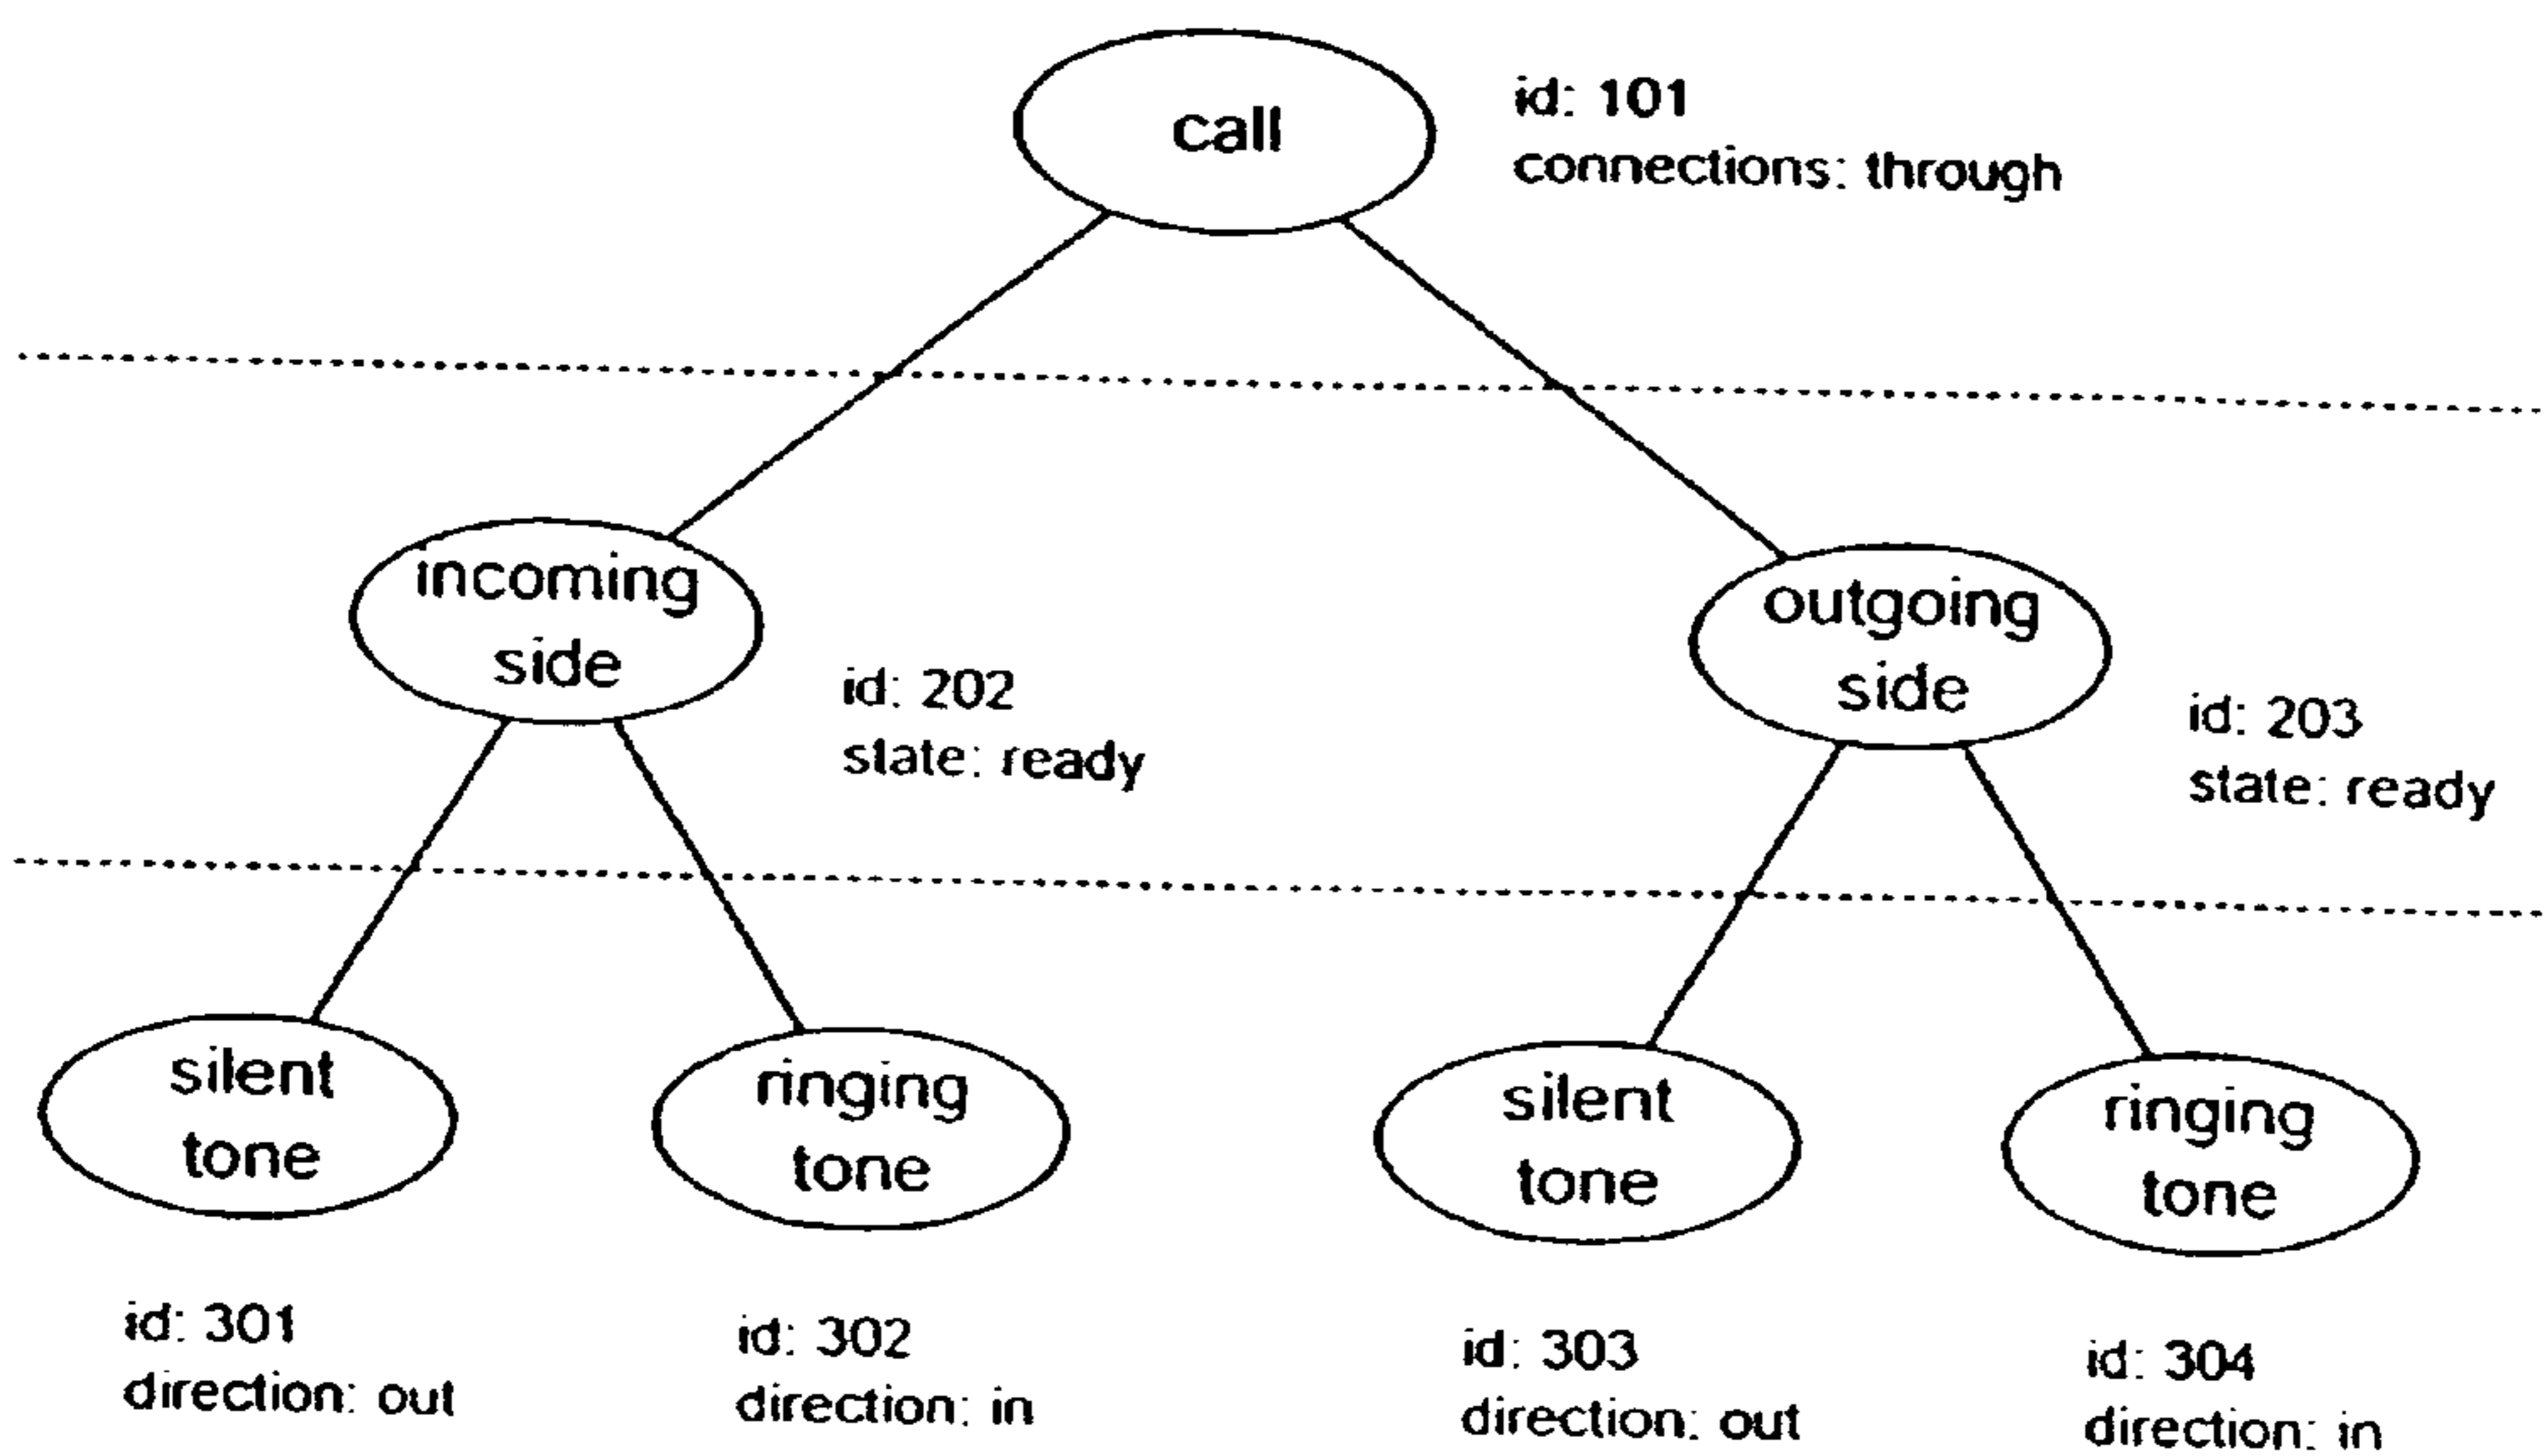 call
id: 101
connections: through
incoming
side
id: 202
state: ready
outgoing
side
id: 203
state: ready
silent
tone
ringing
tone
silent
tone
ringing
tone
id: 301
direction: out
id: 302
direction: in
id: 303
direction: out
id: 304
direction: in